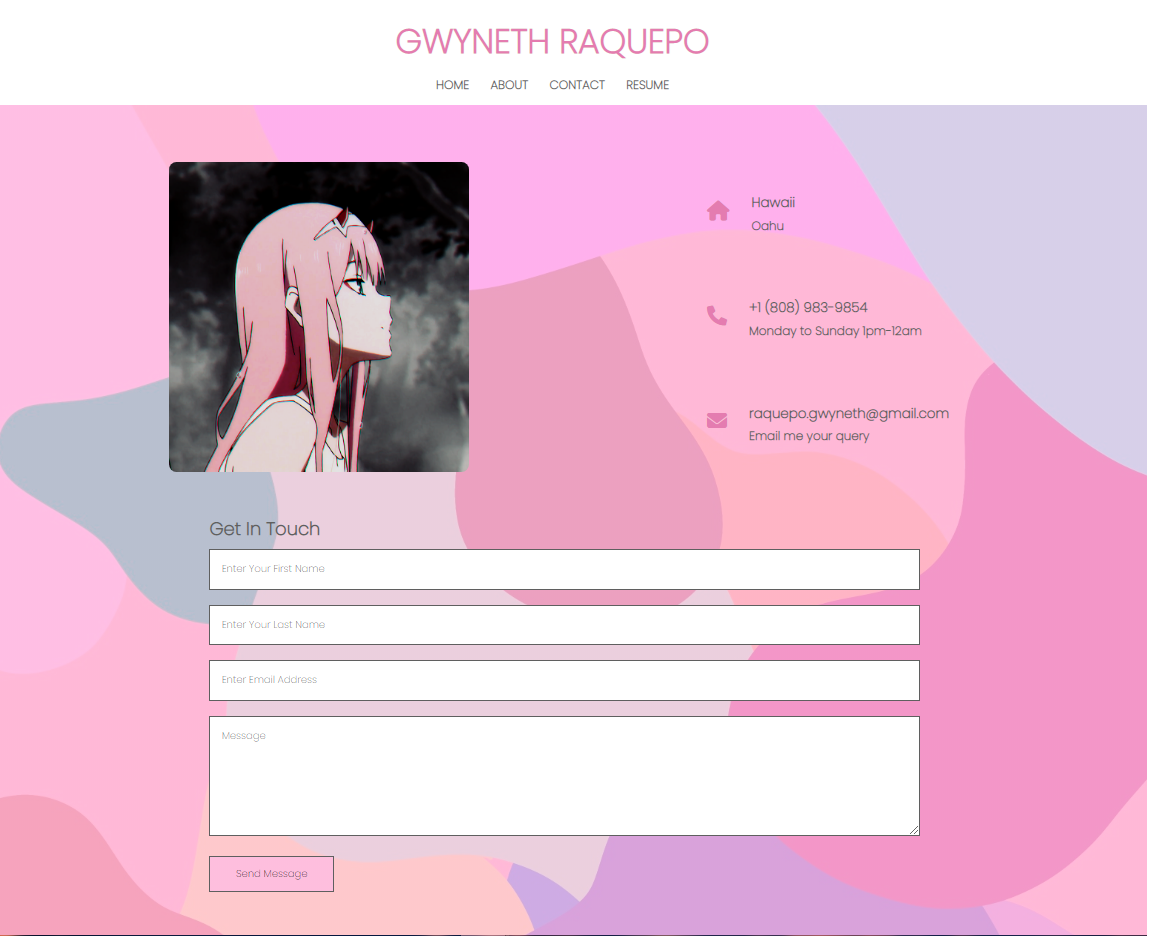 GWYNETH RAQUEPO
HOME ABOUT CONTACT RESUME
Hawaii
Oahu
+1 (808) 983-9854
Monday to Sunday 1pm-12am
raquepo.gwyneth@gmail.com
Email me your query
Get In Touch
Enter Your First Name
Enter Your Last Name
Enter Email Address
Message
Send Message